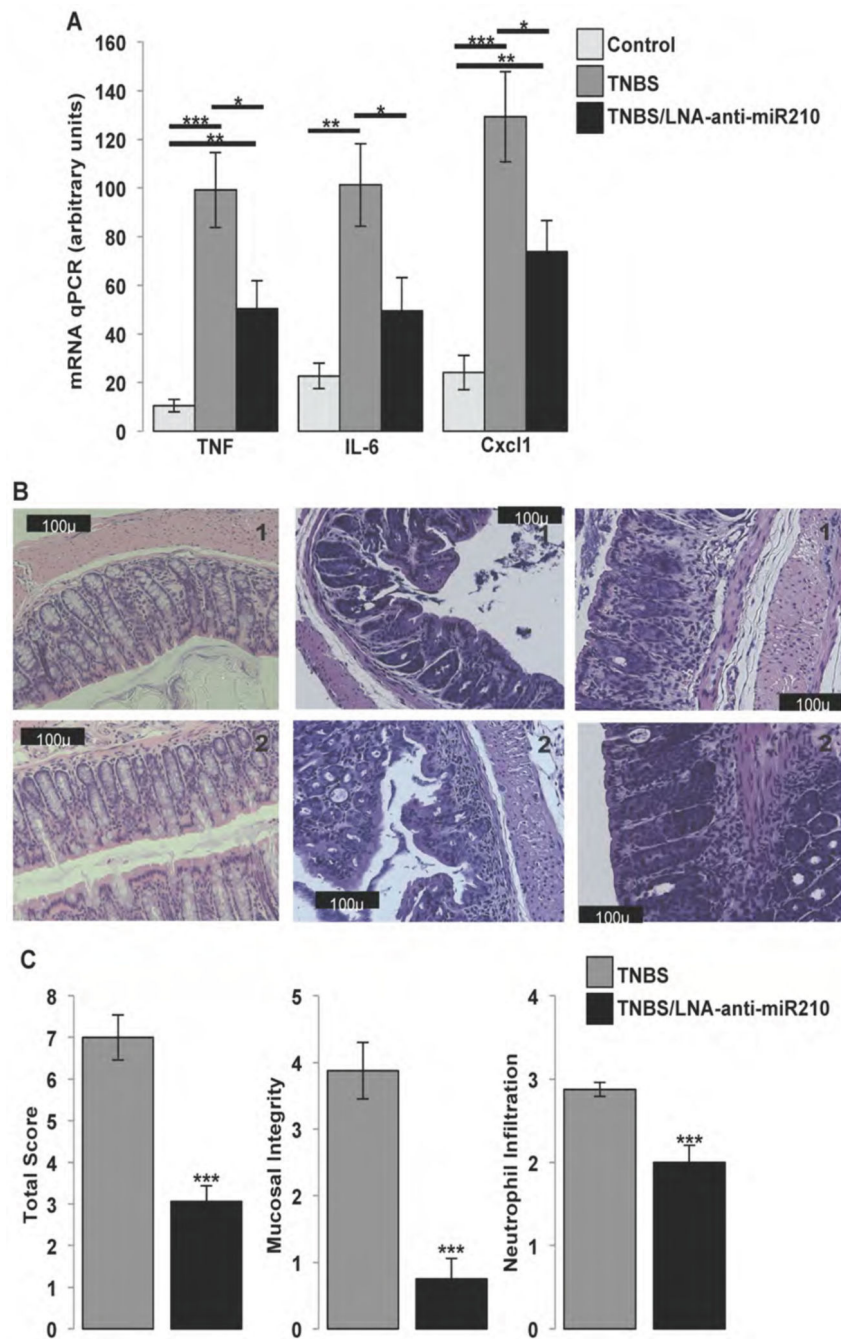 A
Control
TNBS
TNBS/LNA-anti-miR210
mRNA qPCR (arbitrary units)
160
140
120
100
80
60
40
20
0
***
*
**
**
*
***
*
**
TNF
IL-6
Cxcl1
B
100µ
1
100µ
1
1
100µ
100µ
2
2
100µ
2
100µ
C
TNBS
TNBS/LNA-anti-miR210
Total Score
8
7
6
5
4
3
2
1
0
***
Mucosal Integrity
5
4
3
2
1
0
***
Neutrophil Infiltration
4
3
2
1
0
***